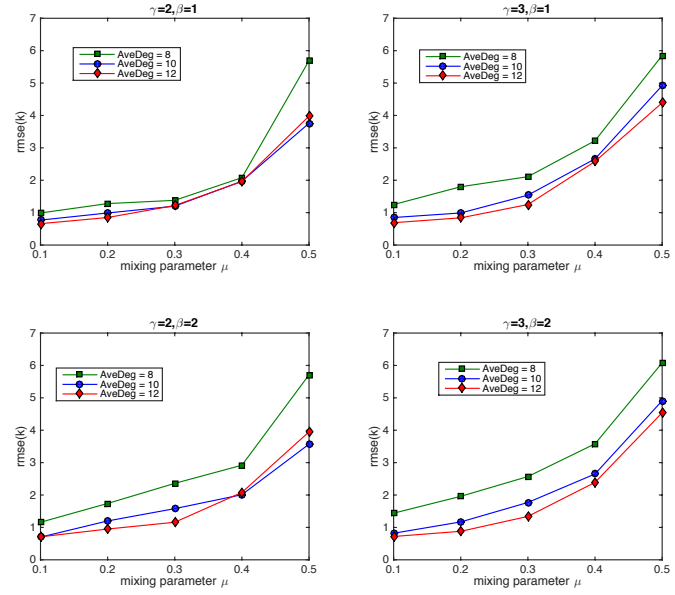 γ=2,β=1
7
6
5
4
3
2
1
0
rmse(k)
AveDeg = 8
AveDeg = 10
AveDeg = 12
0.1 0.2 0.3 0.4 0.5
mixing parameter μ
γ=3,β=1
7
6
5
4
3
2
1
0
rmse(k)
AveDeg = 8
AveDeg = 10
AveDeg = 12
0.1 0.2 0.3 0.4 0.5
mixing parameter μ
γ=2,β=2
7
6
5
4
3
2
1
0
rmse(k)
AveDeg = 8
AveDeg = 10
AveDeg = 12
0.1 0.2 0.3 0.4 0.5
mixing parameter μ
γ=3,β=2
7
6
5
4
3
2
1
0
rmse(k)
AveDeg = 8
AveDeg = 10
AveDeg = 12
0.1 0.2 0.3 0.4 0.5
mixing parameter μ